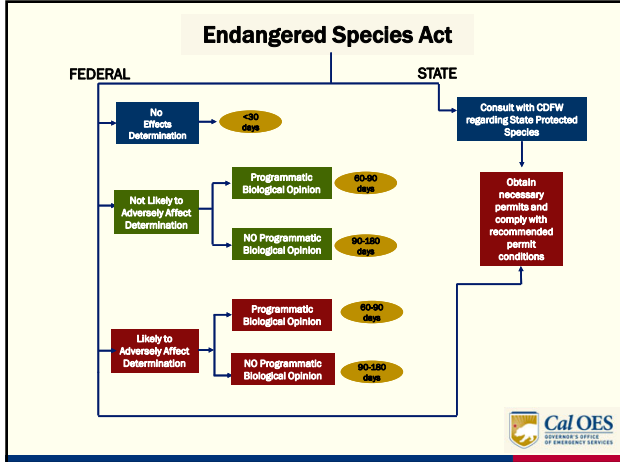 Endangered Species Act
FEDERAL
STATE
No
Effects
Determination
<30
days
Consult with CDFW
regarding State Protected
Species
Not Likely to
Adversely Affect
Determination
Programmatic
Biological Opinion
60-90
days
NO Programmatic
Biological Opinion
90-180
days
Obtain
necessary
permits and
comply with
recommended
permit
conditions
Likely to
Adversely Affect
Determination
Programmatic
Biological Opinion
60-90
days
NO Programmatic
Biological Opinion
90-180
days
Cal OES
GOVERNOR'S OFFICE
OF EMERGENCY SERVICES